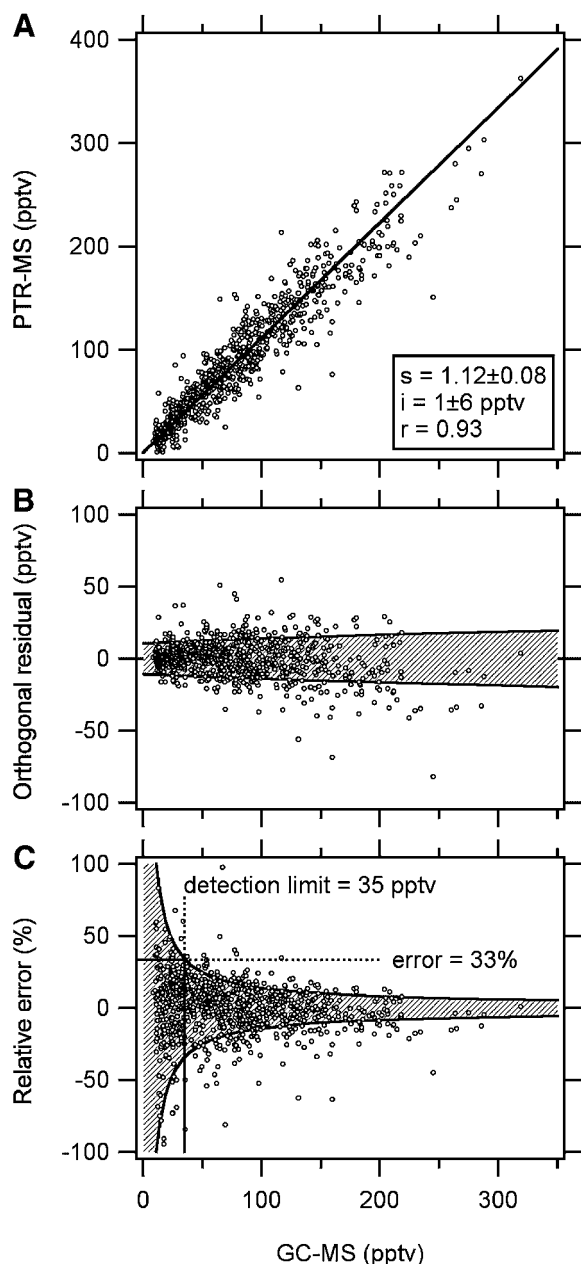 A
400
300
200
100
0
PTR-MS (pptv)
s = 1.12±0.08
i = 1±6 pptv
r = 0.93
B
100
50
0
-50
-100
Orthogonal residual (pptv)
C
100
50
0
-50
-100
Relative error (%)
detection limit = 35 pptv
error = 33%
0 100 200 300
GC-MS (pptv)